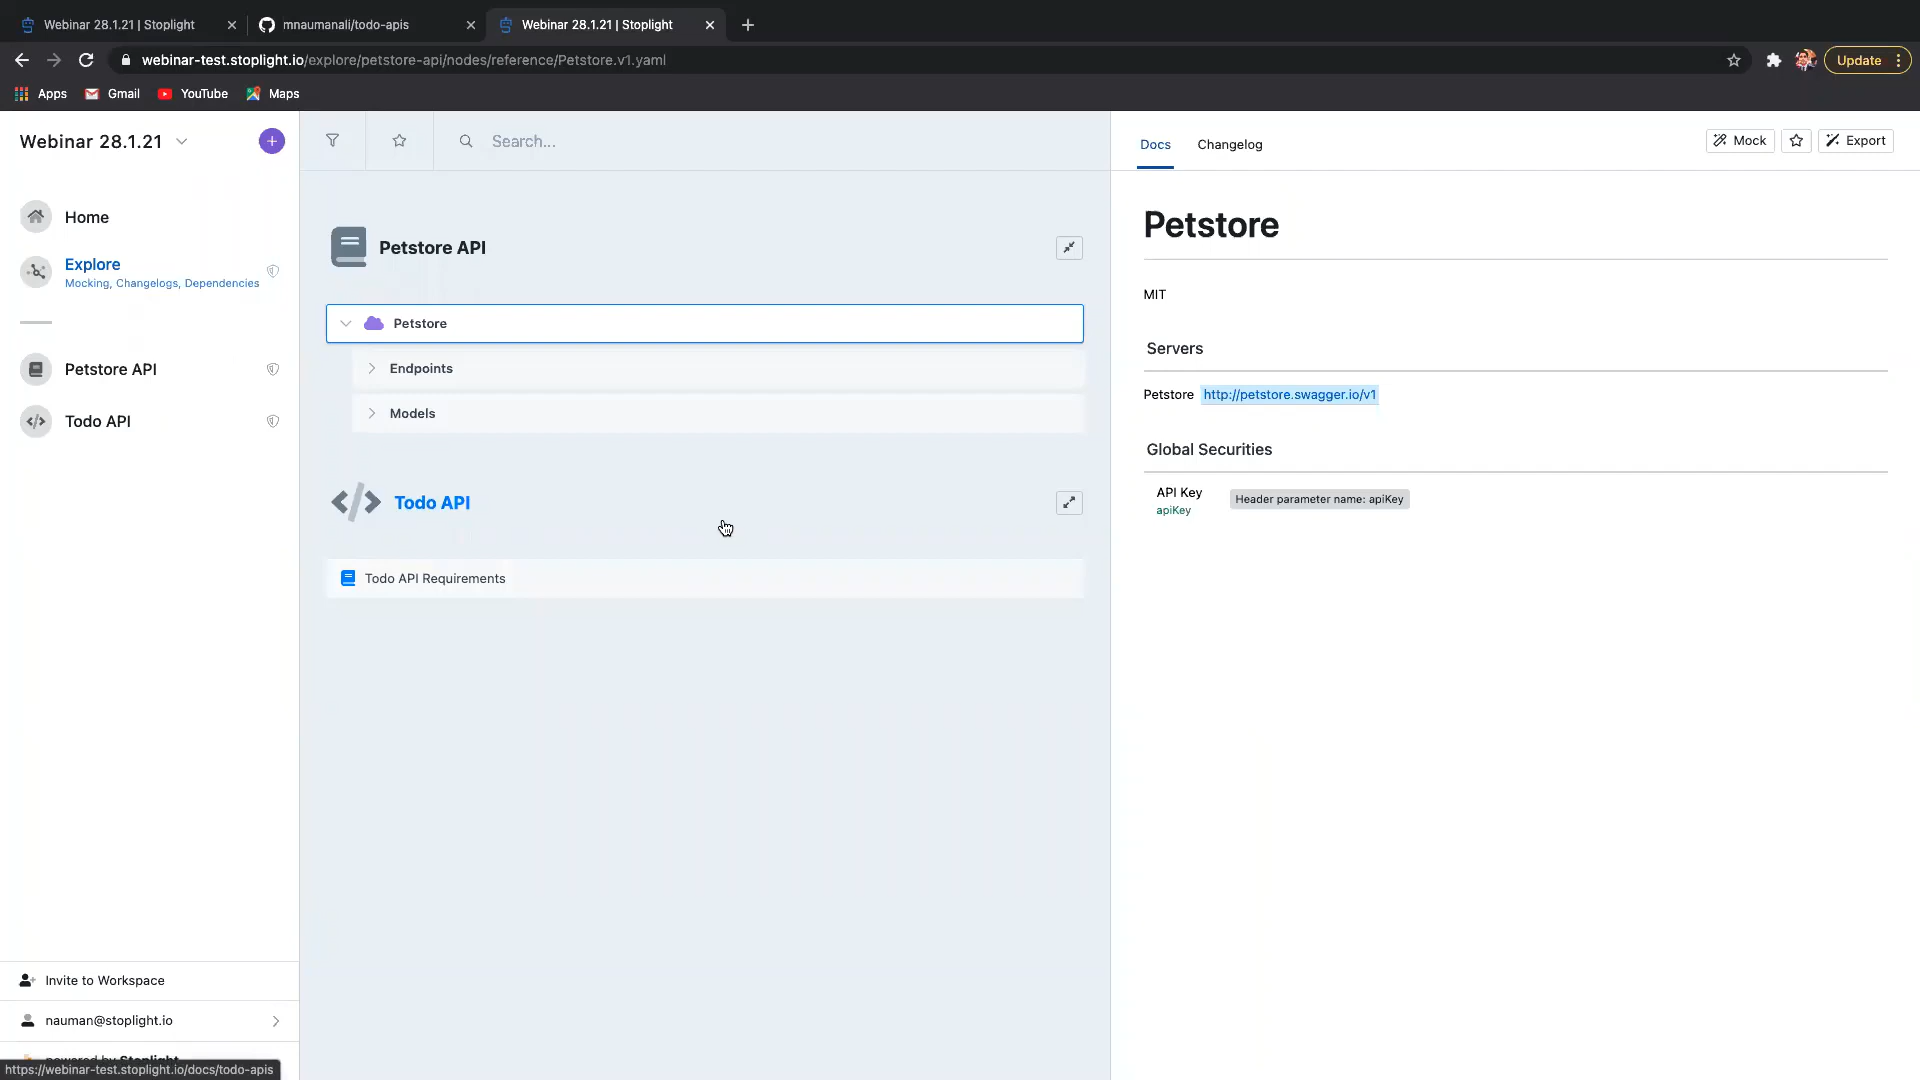 Webinar 28.1.21 | Stoplight
mnaumanali/todo-apis
Webinar 28.1.21 | Stoplight
webinar-test.stoplight.io/explore/petstore-api/nodes/reference/Petstore.v1.yaml
Update
Apps
Gmail
YouTube
Maps
Webinar 28.1.21
Home
Explore
Mocking, Changelogs, Dependencies
Petstore API
Todo API
Invite to Workspace
nauman@stoplight.io
powered by Stoplight
https://webinar-test.stoplight.io/docs/todo-apis
Search...
Petstore API
Petstore
Endpoints
Models
Todo API
Todo API Requirements
Docs
Changelog
Mock
Export
Petstore
MIT
Servers
Petstore http://petstore.swagger.io/v1
Global Securities
API Key
apiKey
Header parameter name: apiKey